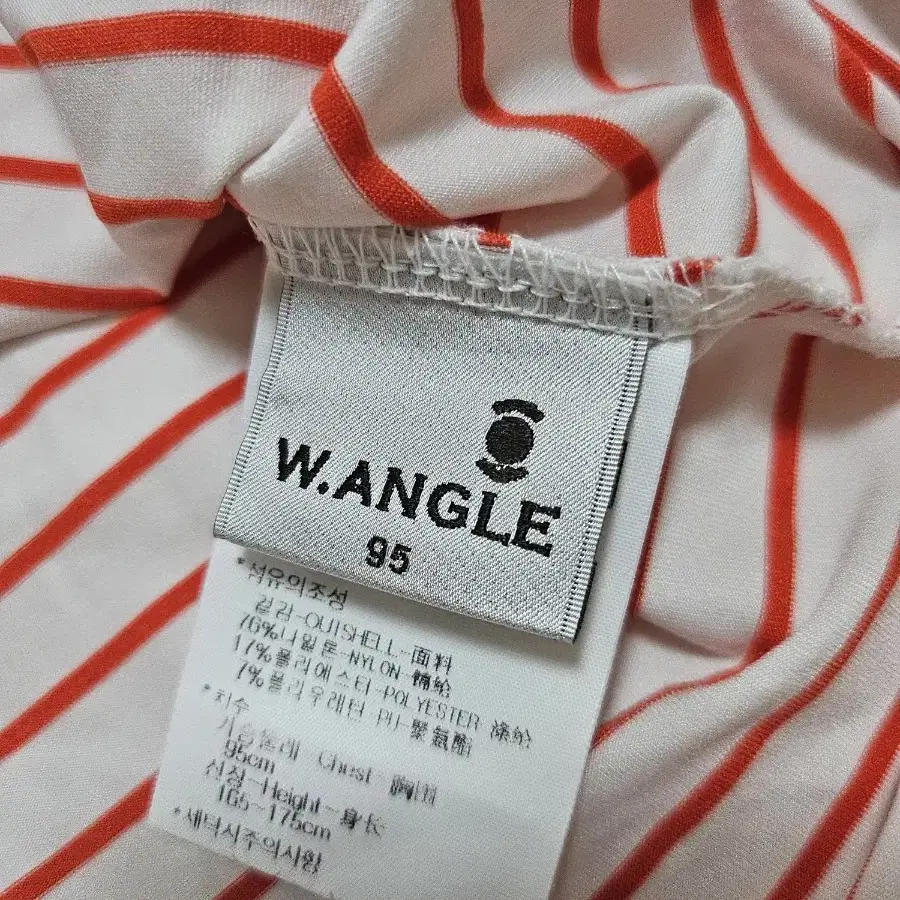 W.ANGLE
95
*섬유의조성
겉감-OUTSHELL-面料
76%나일론-NYLON-锦纶
17%폴리에스터-POLYESTER 涤纶
7%폴리우레탄 PU-聚氨酯
*치수
가슴둘레 Chest-胸围
95cm
신장-Height-身长
165~175cm
*세탁시주의사항